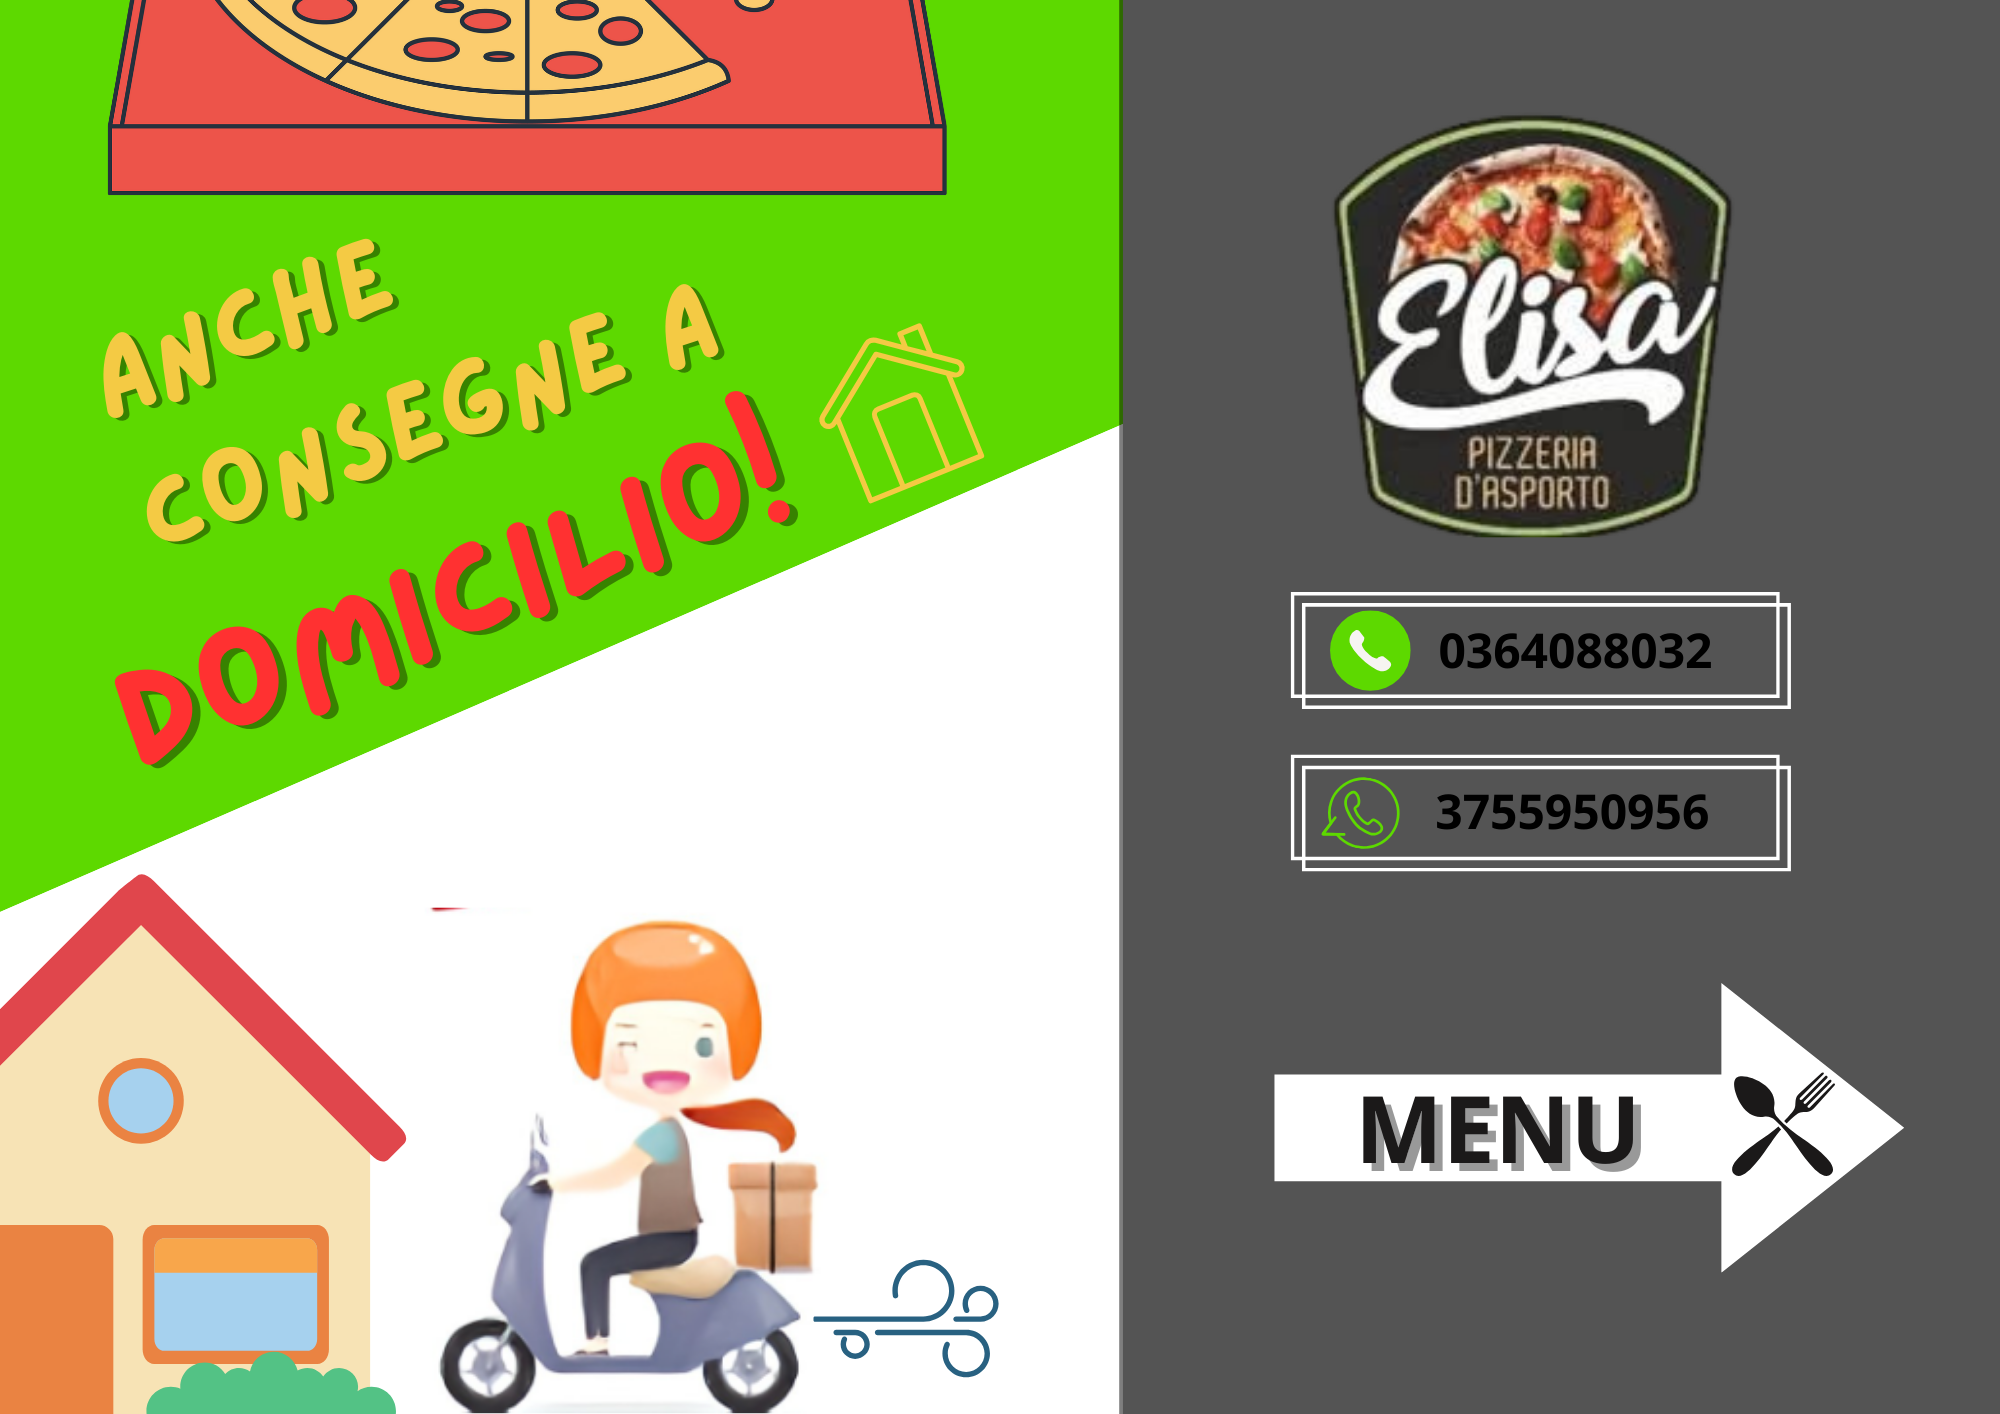 ANCHE
CONSEGNE A
DOMICILIO!
Elisa
PIZZERIA
D'ASPORTO
0364088032
3755950956
MENU